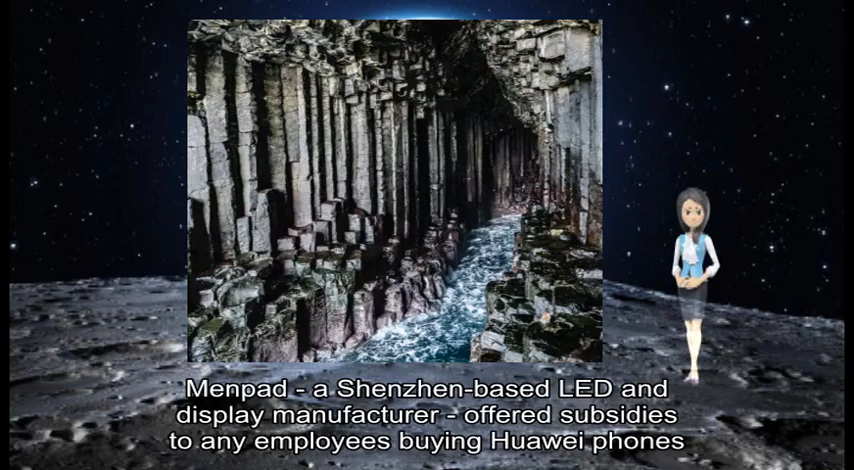 Menpad - a Shenzhen-based LED and
display manufacturer - offered subsidies
to any employees buying Huawei phones